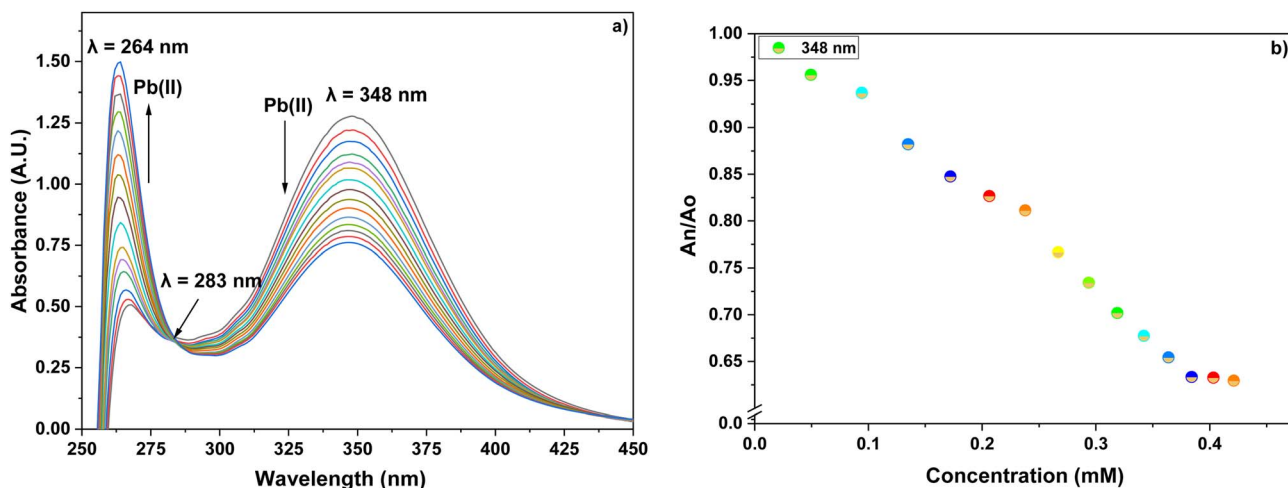 a)
λ = 264 nm
Pb(II)
Pb(II)
λ = 348 nm
λ = 283 nm
1.50
1.25
1.00
0.75
0.50
0.25
0.00
Absorbance (A.U.)
250 275 300 325 350 375 400 425 450
Wavelength (nm)
b)
348 nm
1.00
0.95
0.90
0.85
0.80
0.75
0.70
0.65
0.0
An/Ao
0.0 0.1 0.2 0.3 0.4
Concentration (mM)